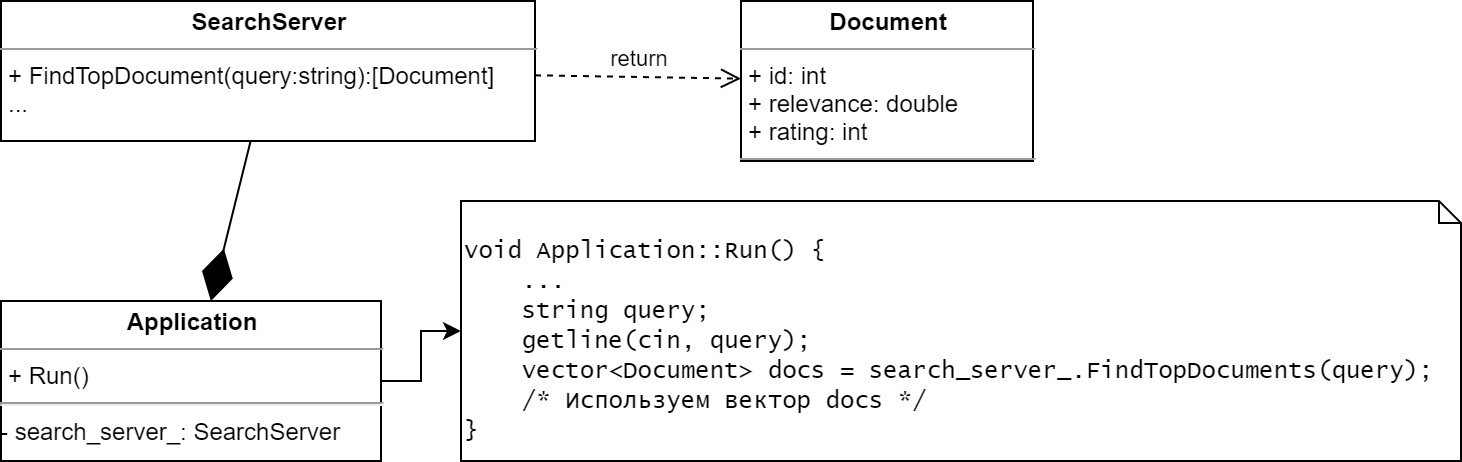 SearchServer
+ FindTopDocument(query:string):[Document]
...
return
Document
+ id: int
+ relevance: double
+ rating: int
Application
+ Run()
- search_server_: SearchServer
void Application::Run() {
    ...
    string query;
    getline(cin, query);
    vector<Document> docs = search_server_.FindTopDocuments(query);
    /* Используем вектор docs */
}